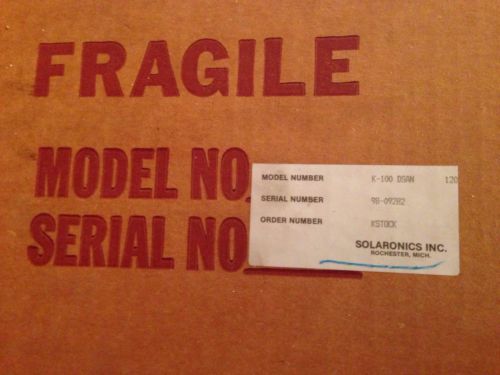 FRAGILE
MODEL NO.
MODEL NUMBER K-100 DSAN 120
SERIAL NUMBER 98-09282
SERIAL NO.
ORDER NUMBER KSTOCK
SOLARONICS INC.
ROCHESTER, MICH.